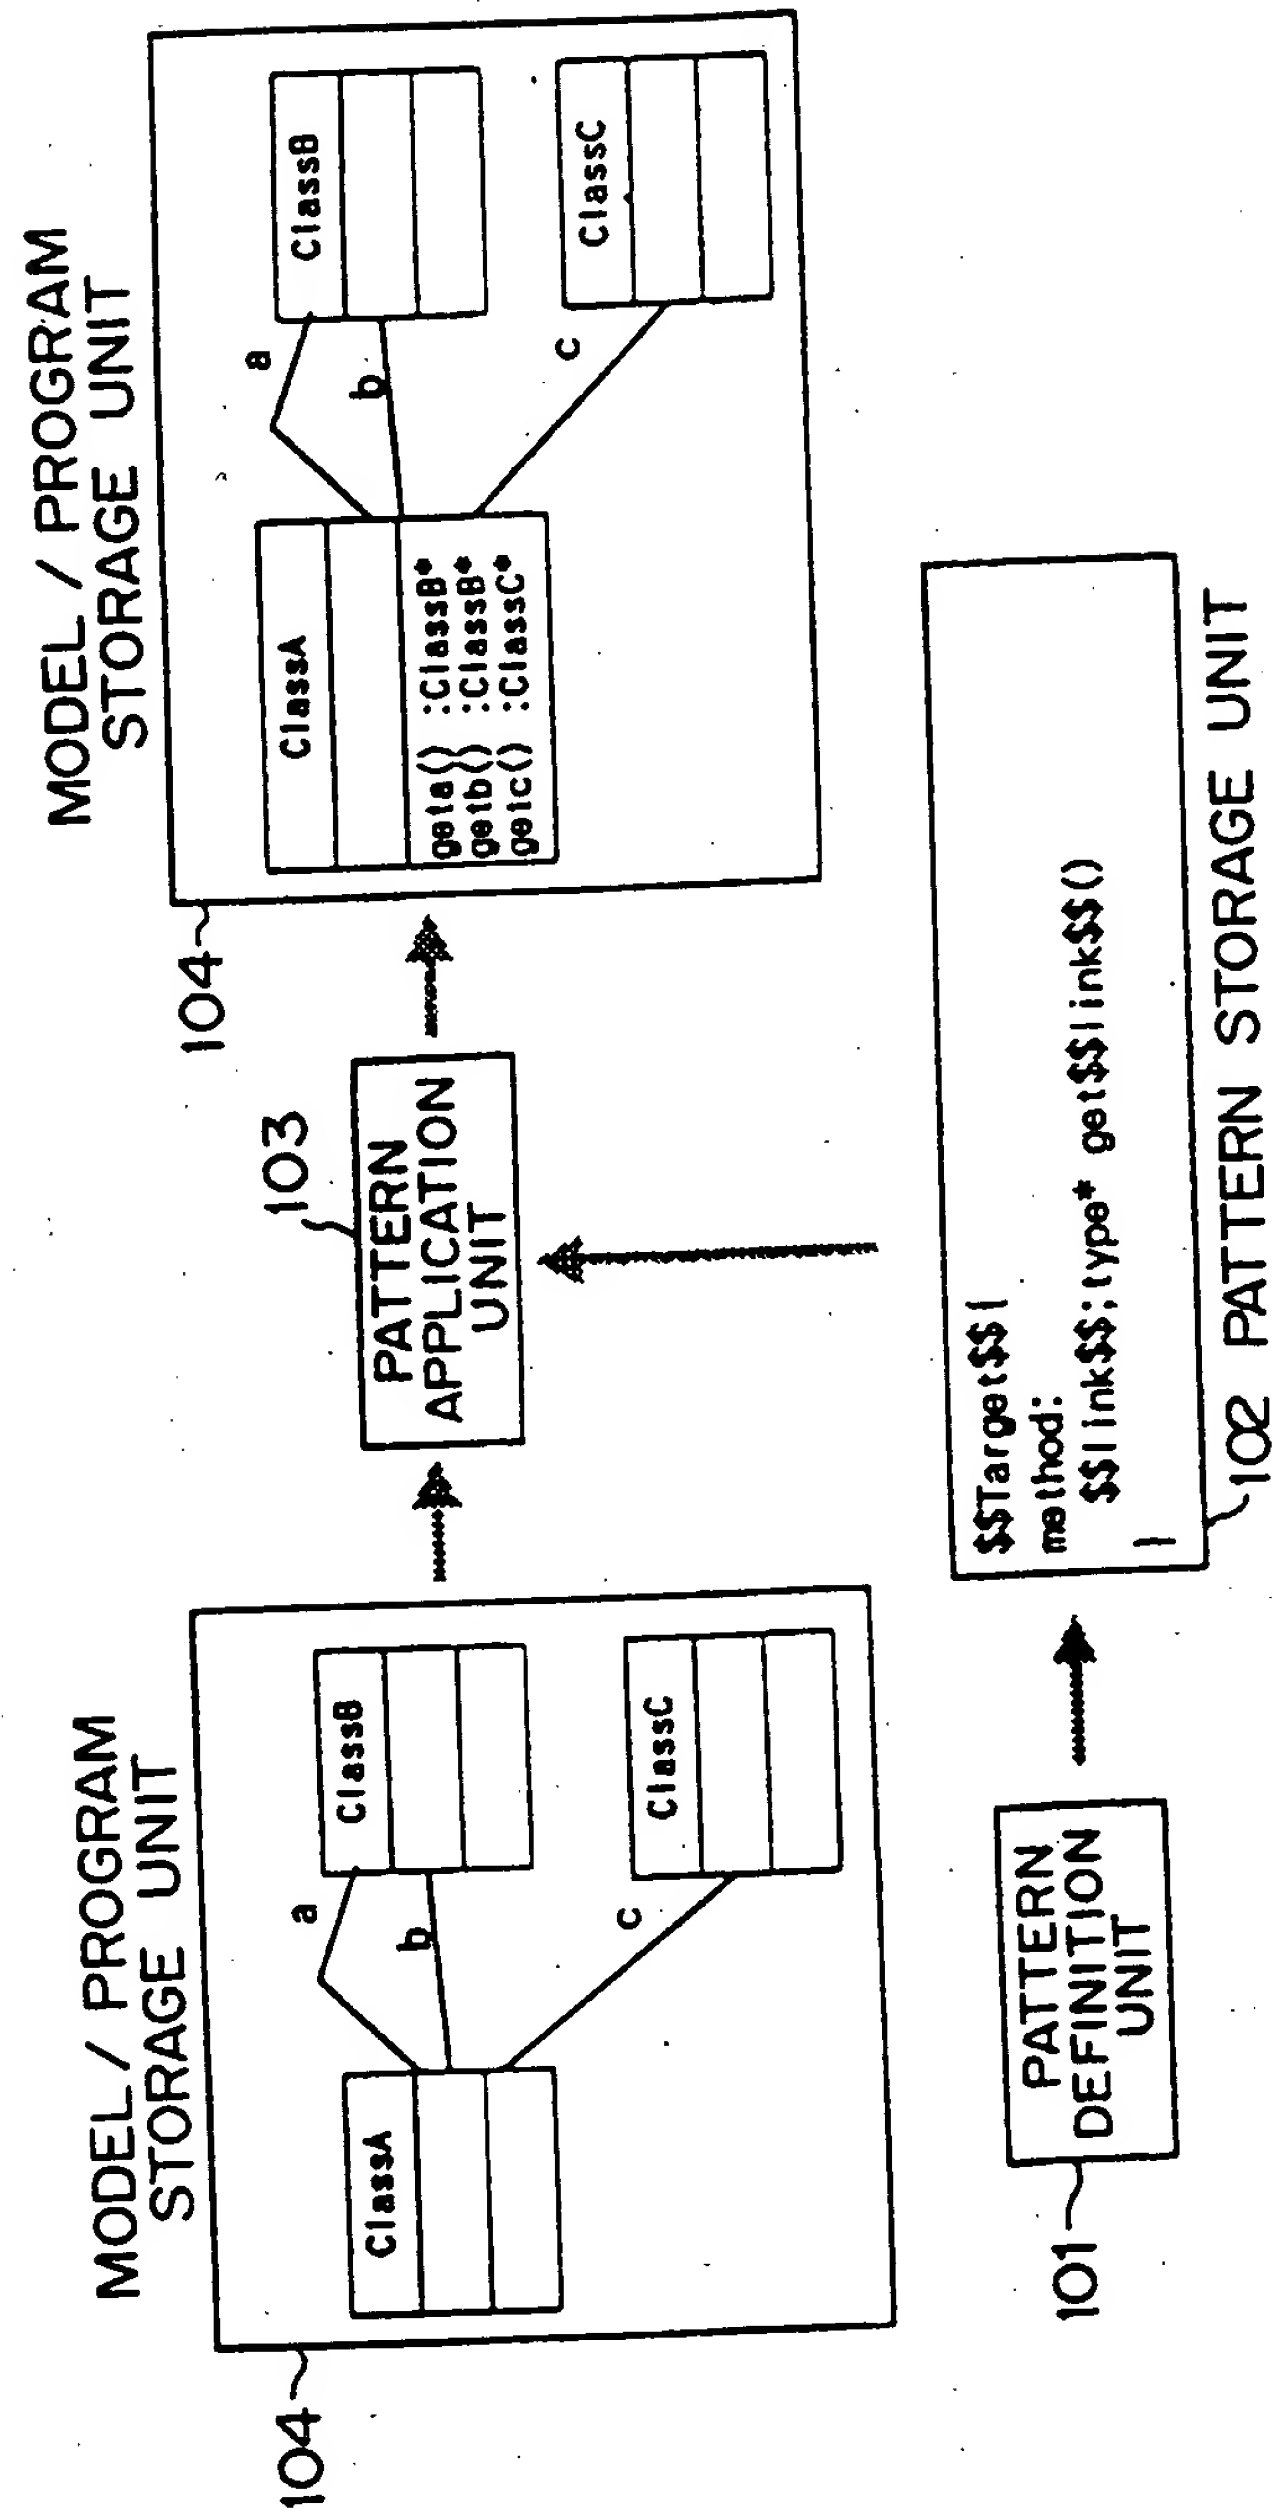 MODEL / PROGRAM
STORAGE UNIT
104
ClassA
ClassB
ClassC
a
b
c
103
PATTERN
APPLICATION
UNIT
MODEL / PROGRAM
STORAGE UNIT
104
ClassA
geta() :ClassB*
getb() :ClassB*
getc() :ClassC*
ClassB
ClassC
a
b
c
101
PATTERN
DEFINITION
UNIT
$$Target$${
method:
$$link$$:type* get$$link$$()
}
102 PATTERN STORAGE UNIT